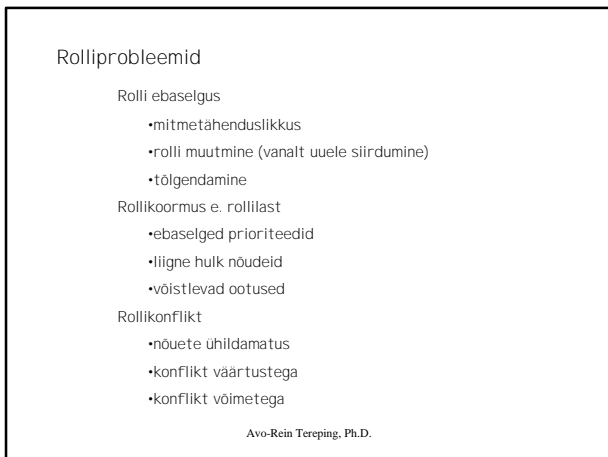 Rolliprobleemid
Rolli ebaselgus
•mitmetähenduslikkus
•rolli muutmine (vanalt uuele siirdumine)
•tõlgendamine
Rollikoormus e. rollilast
•ebaselged prioriteedid
•liigne hulk nõudeid
•võistlevad ootused
Rollikonflikt
•nõuete ühildamatus
•konflikt väärtustega
•konflikt võimetega
Avo-Rein Tereping, Ph.D.